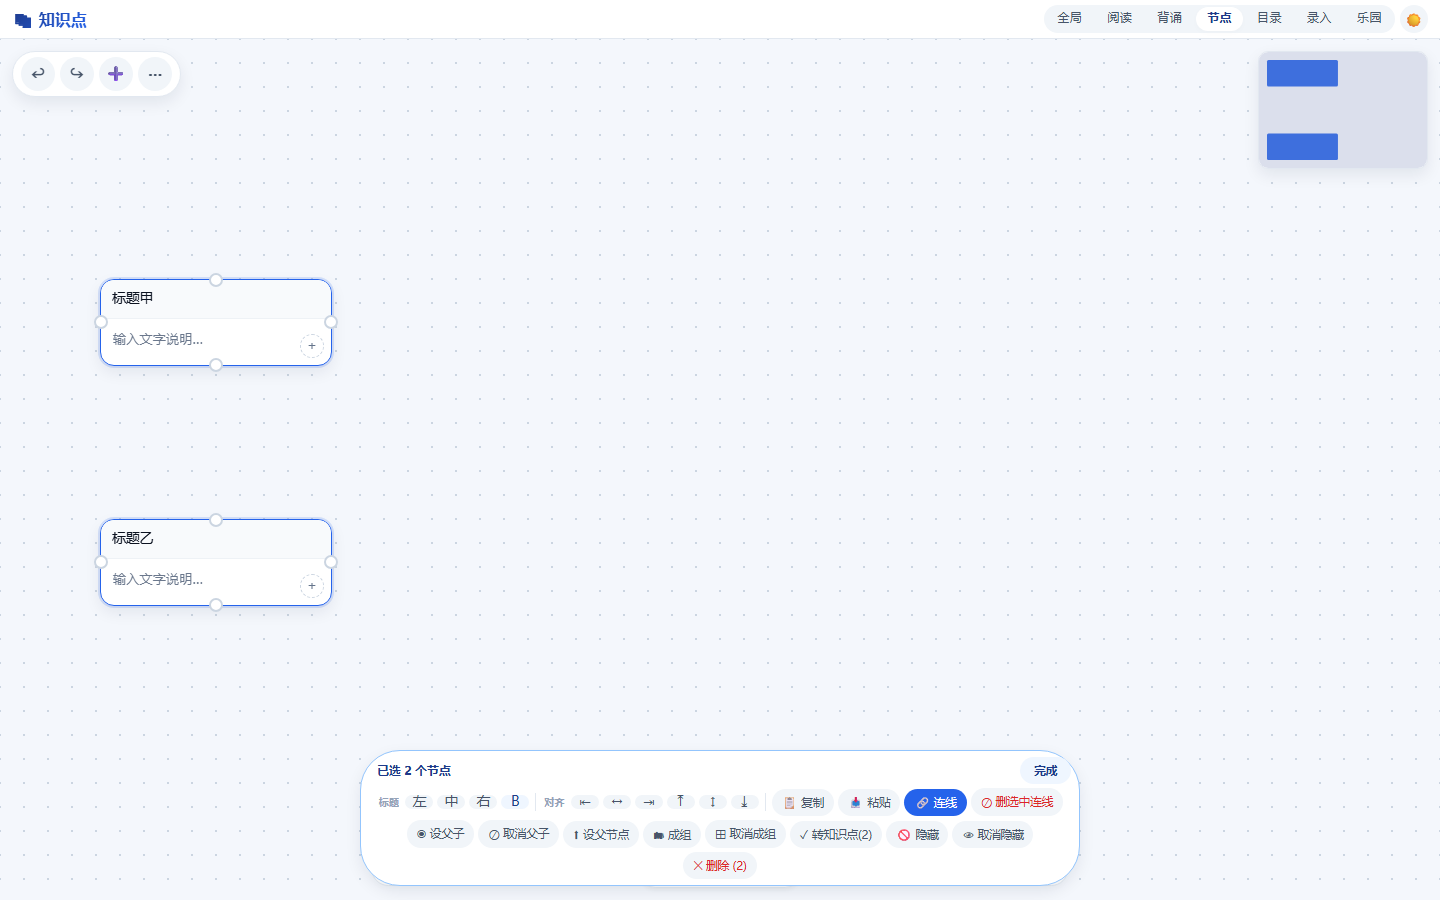 知识点
全局 阅读 背诵 节点 目录 录入 乐园
标题甲
输入文字说明...
+
标题乙
输入文字说明...
+
已选 2 个节点
完成
标题 左 中 右 B 对齐 ⇤ ↔ ⇥ ⤒ ↕ ⤓ 复制 粘贴 连线 删选中连线
设父子 取消父子 设父节点 成组 取消成组 ✓ 转知识点(2) 隐藏 取消隐藏
删除 (2)